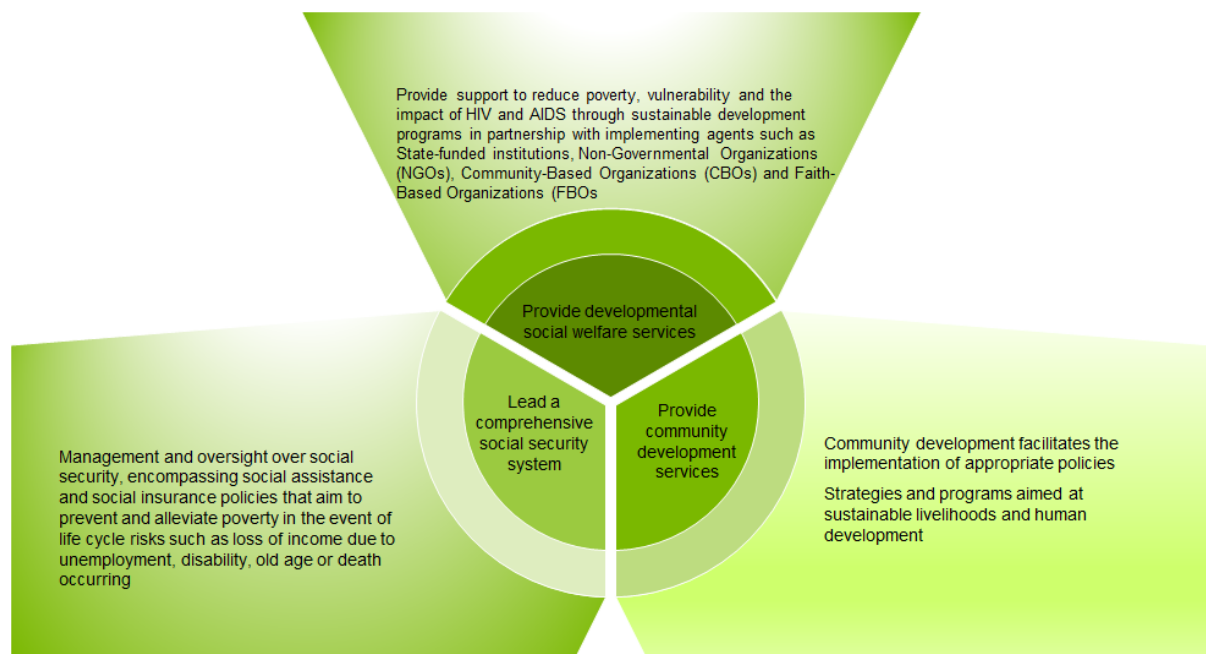 Provide support to reduce poverty, vulnerability and the
impact of HIV and AIDS through sustainable development
programs in partnership with implementing agents such as
State-funded institutions, Non-Governmental Organizations
(NGOs), Community-Based Organizations (CBOs) and Faith-
Based Organizations (FBOs
Provide developmental
social welfare services
Lead a
comprehensive
social security
system
Provide
community
development
services
Management and oversight over social
security, encompassing social assistance
and social insurance policies that aim to
prevent and alleviate poverty in the event of
life cycle risks such as loss of income due to
unemployment, disability, old age or death
occurring
Community development facilitates the
implementation of appropriate policies
Strategies and programs aimed at
sustainable livelihoods and human
development